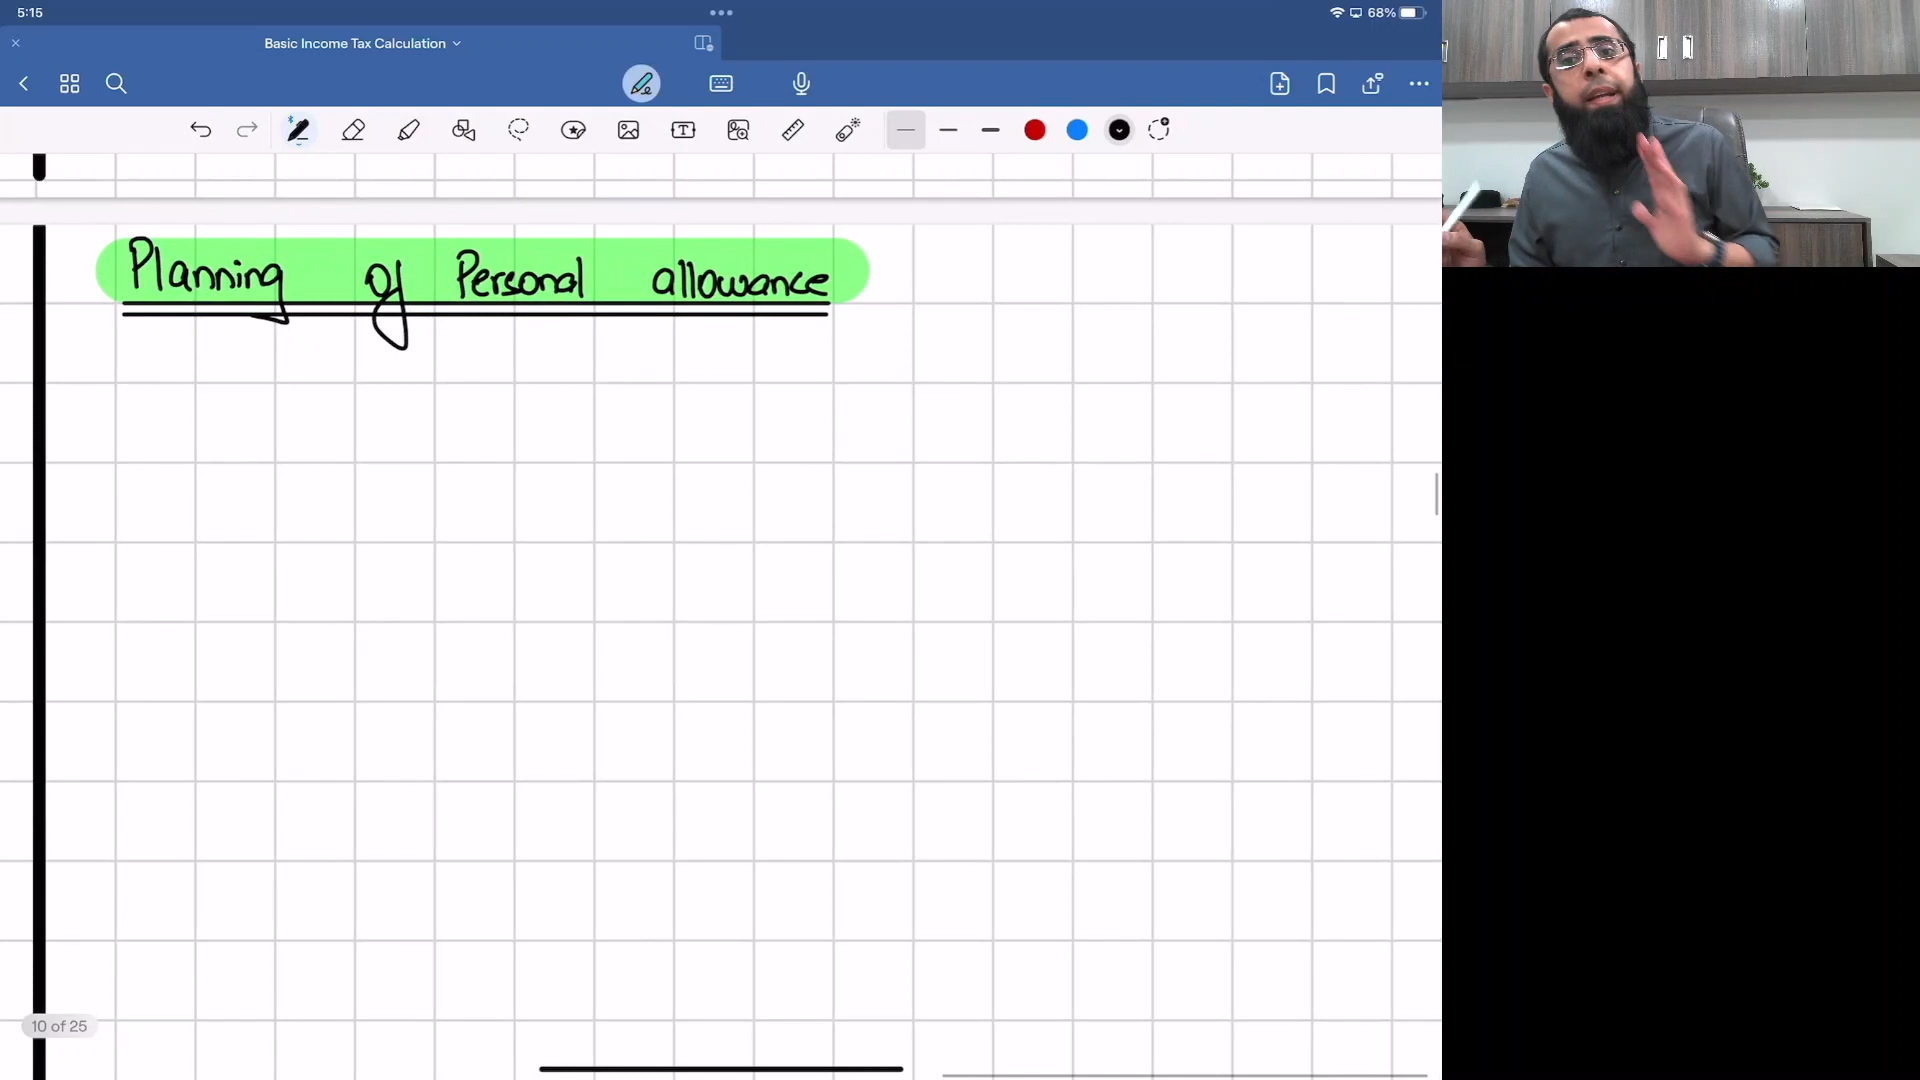 5:15
68%
Basic Income Tax Calculation
Planning of Personal allowance
10 of 25